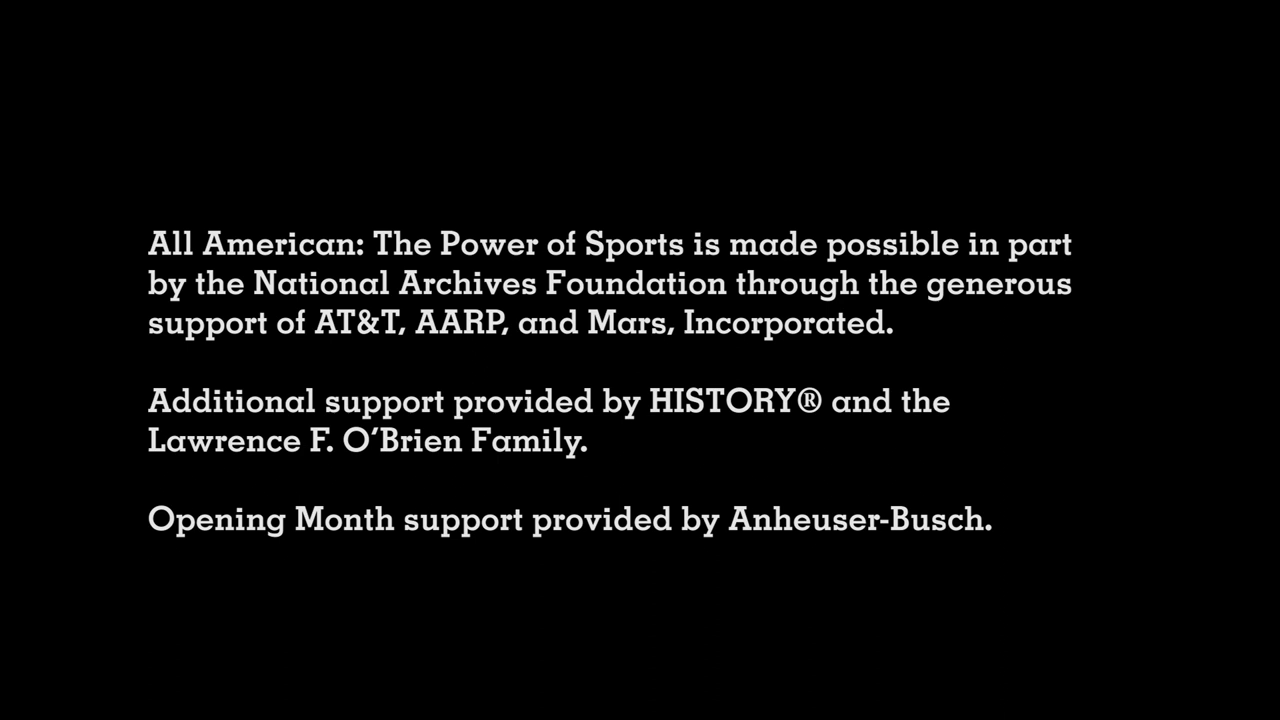 All American: The Power of Sports is made possible in part
by the National Archives Foundation through the generous
support of AT&T, AARP, and Mars, Incorporated.
Additional support provided by HISTORY® and the
Lawrence F. O‘Brien Family.
Opening Month support provided by Anheuser-Busch.